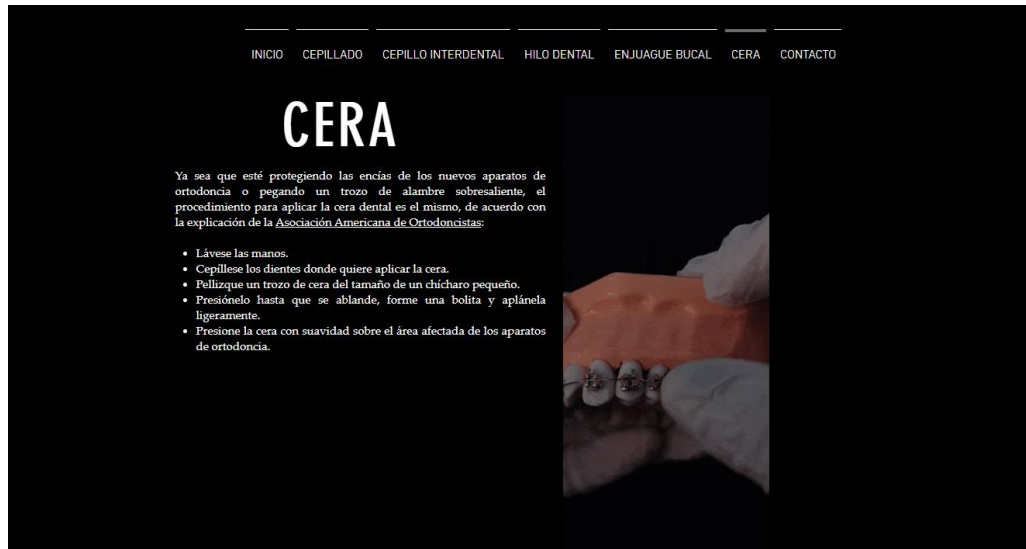 INICIO CEPILLADO CEPILLO INTERDENTAL HILO DENTAL ENJUAGUE BUCAL CERA CONTACTO
CERA
Ya sea que esté protegiendo las encías de los nuevos aparatos de
ortodoncia o pegando un trozo de alambre sobresaliente, el
procedimiento para aplicar la cera dental es el mismo, de acuerdo con
la explicación de la Asociación Americana de Ortodoncistas:
• Lávese las manos.
• Cepíllese los dientes donde quiere aplicar la cera.
• Pellizque un trozo de cera del tamaño de un chícharo pequeño.
• Presiónelo hasta que se ablande, forme una bolita y aplánela
ligeramente.
• Presione la cera con suavidad sobre el área afectada de los aparatos
de ortodoncia.